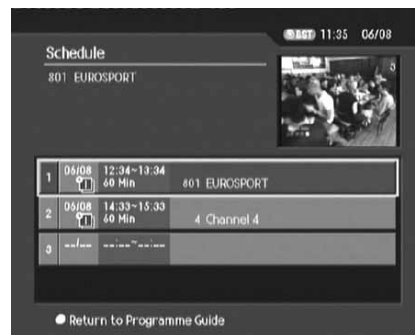 BST 11:35 06/08
Schedule
801 EUROSPORT
1 06/08 12:34~13:34
60 Min 801 EUROSPORT
2 06/08 14:33~15:33
60 Min 4 Channel 4
3 --/-- --:--~--:--
Return to Programme Guide